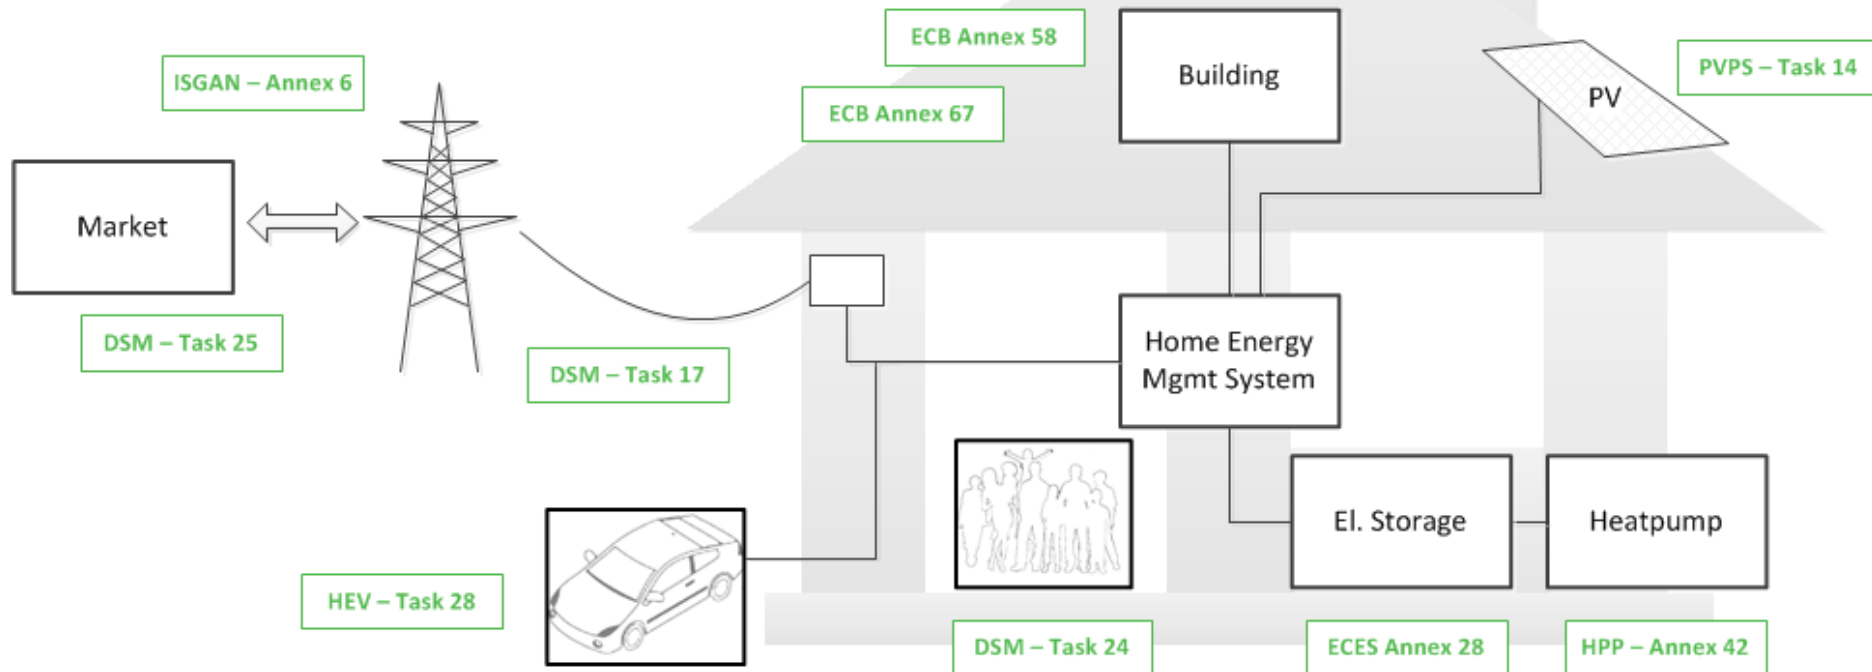 ECB Annex 58
ISGAN – Annex 6
Building
PVPS – Task 14
PV
ECB Annex 67
Market
DSM – Task 25
DSM – Task 17
Home Energy
Mgmt System
El. Storage
Heatpump
HEV – Task 28
DSM – Task 24
ECES Annex 28
HPP – Annex 42